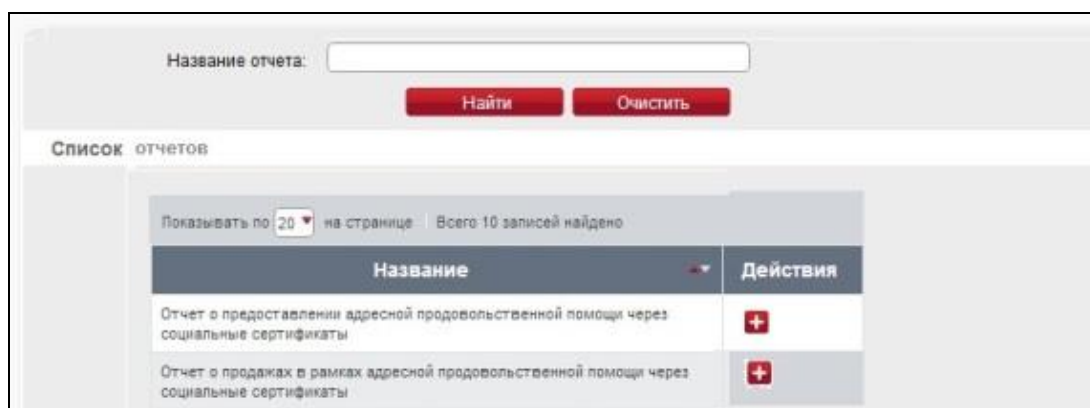 Название отчета:
Найти Очистить
Список отчетов
Показывать по 20 на странице Всего 10 записей найдено
Название Действия
Отчет о предоставлении адресной продовольственной помощи через
социальные сертификаты
Отчет о продажах в рамках адресной продовольственной помощи через
социальные сертификаты